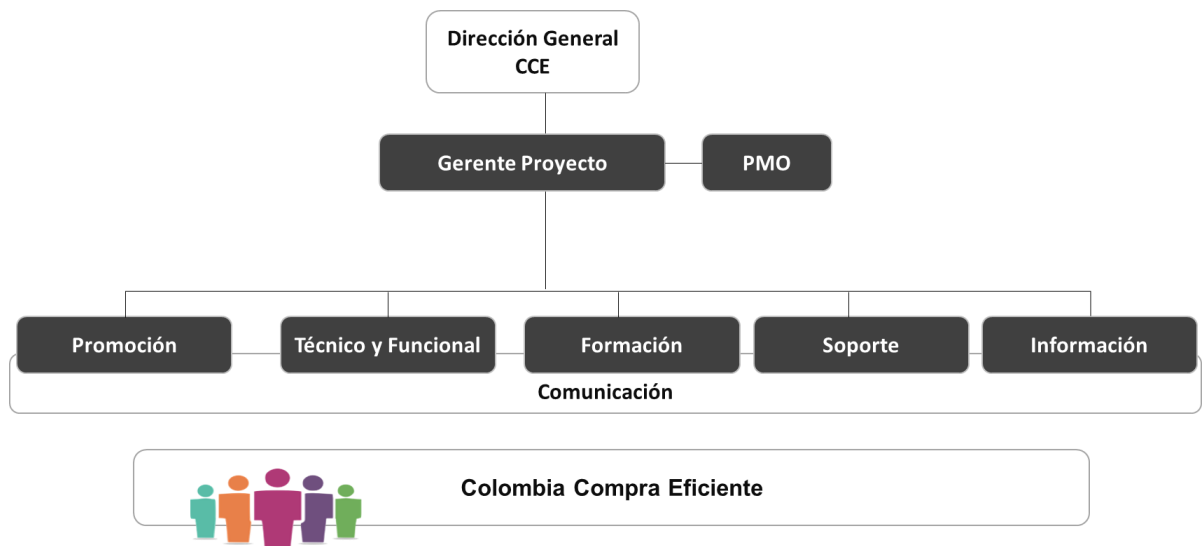 Dirección General
CCE
Gerente Proyecto
PMO
Promoción
Técnico y Funcional
Formación
Soporte
Información
Comunicación
Colombia Compra Eficiente